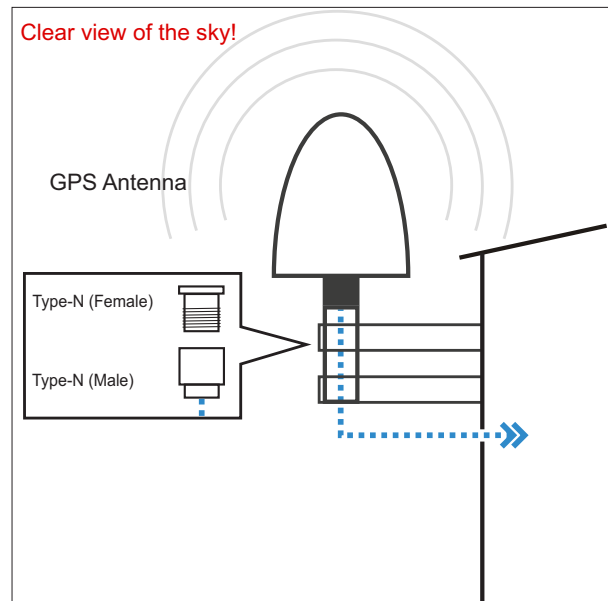 Clear view of the sky!
GPS Antenna
Type-N (Female)
Type-N (Male)